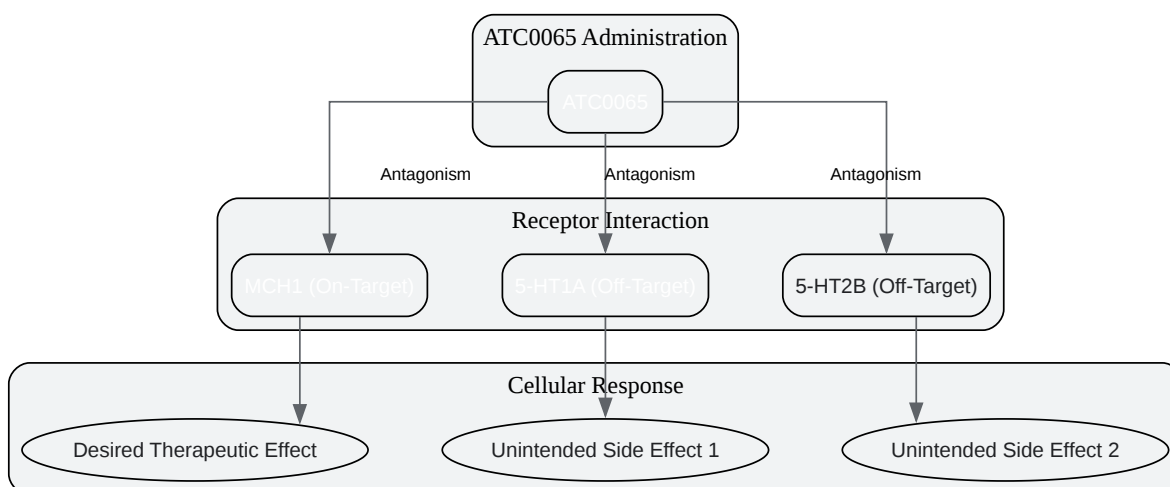 ATC0065 Administration
ATC0065
Antagonism
Antagonism
Antagonism
Receptor Interaction
MCH1 (On-Target)
5-HT1A (Off-Target)
5-HT2B (Off-Target)
Cellular Response
Desired Therapeutic Effect
Unintended Side Effect 1
Unintended Side Effect 2